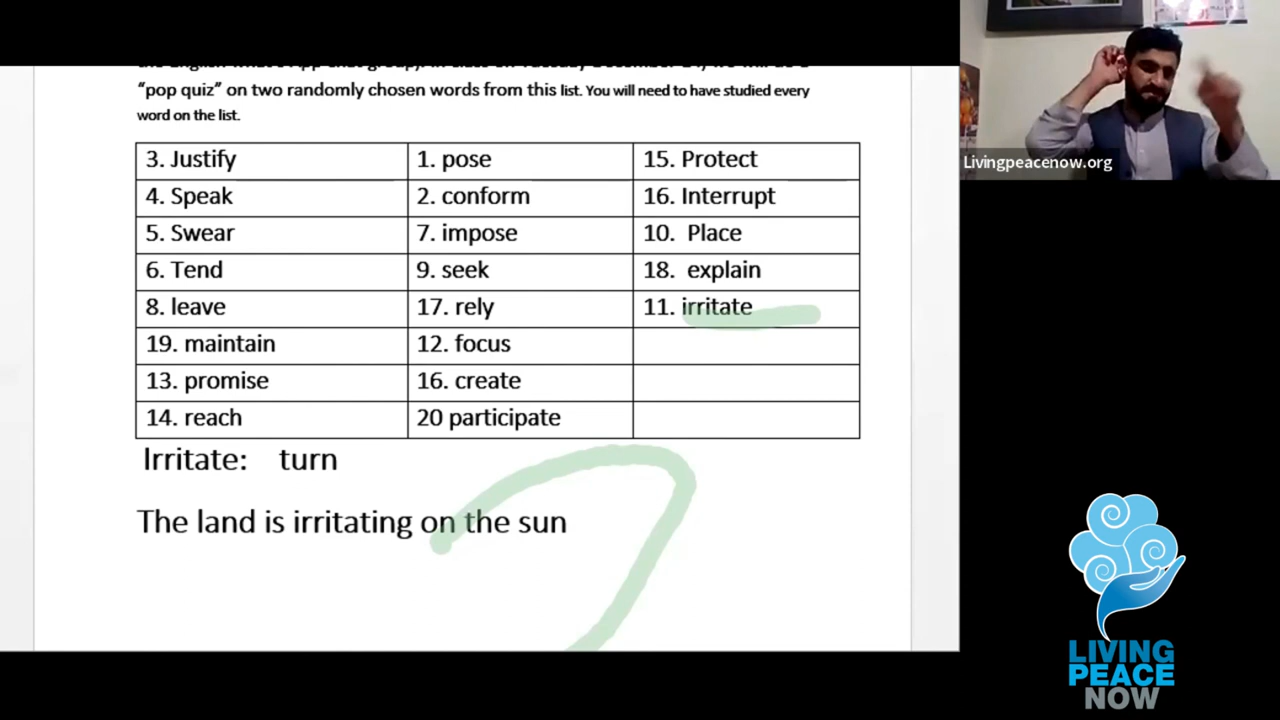 "pop quiz" on two randomly chosen words from this list. You will need to have studied every
word on the list.
3. Justify 1. pose 15. Protect
4. Speak 2. conform 16. Interrupt
5. Swear 7. impose 10. Place
6. Tend 9. seek 18. explain
8. leave 17. rely 11. irritate
19. maintain 12. focus
13. promise 16. create
14. reach 20 participate
Irritate: turn
The land is irritating on the sun
Livingpeacenow.org
LIVING
PEACE
NOW